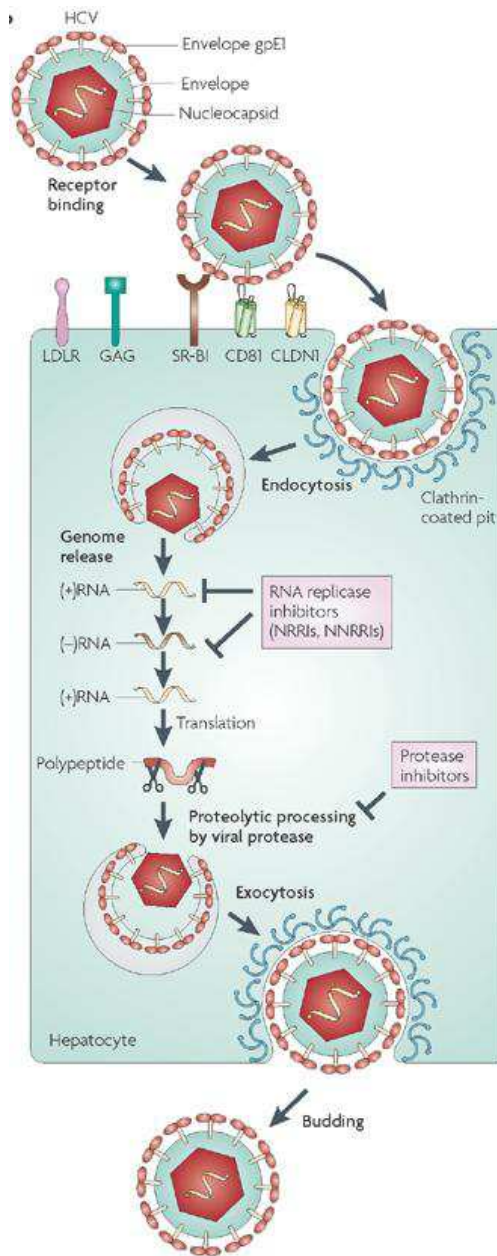 HCV
Envelope gpE1
Envelope
Nucleocapsid
Receptor
binding
LDLR
GAG
SR-BI
CD81
CLDN1
Endocytosis
Clathrin-
coated pit
Genome
release
(+)RNA
RNA replicase
inhibitors
(NRRIs, NNRRIs)
(–)RNA
(+)RNA
Translation
Polypeptide
Protease
inhibitors
Proteolytic processing
by viral protease
Exocytosis
Hepatocyte
Budding